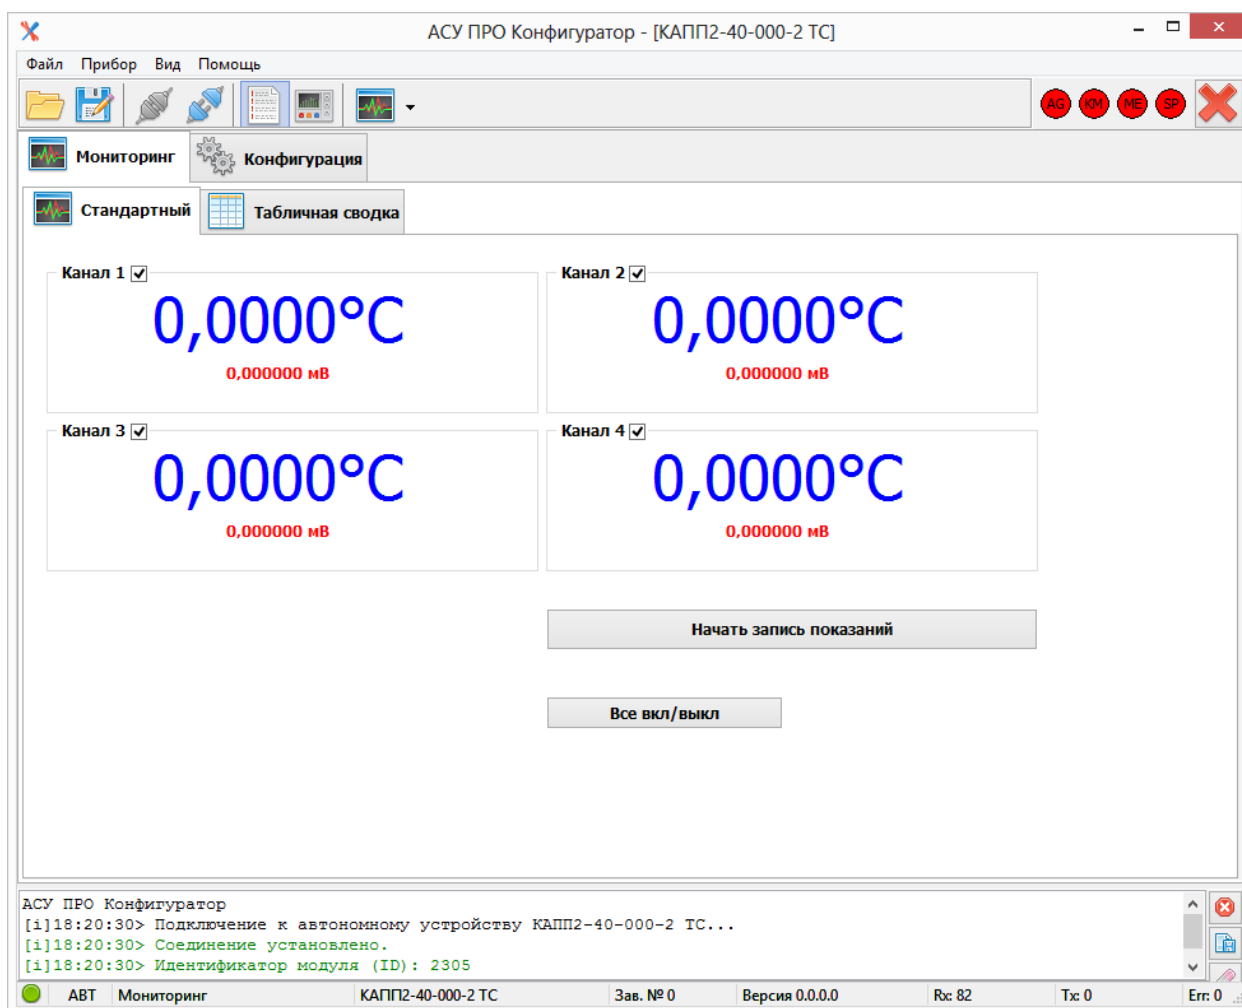 АСУ ПРО Конфигуратор - [КАПП2-40-000-2 ТС]
Файл Прибор Вид Помощь
AG KM ME SP
Мониторинг Конфигурация
Стандартный Табличная сводка
Канал 1 Канал 2
0,0000°C 0,0000°C
0,000000 мВ 0,000000 мВ
Канал 3 Канал 4
0,0000°C 0,0000°C
0,000000 мВ 0,000000 мВ
Начать запись показаний
Все вкл/выкл
АСУ ПРО Конфигуратор
[i]18:20:30> Подключение к автономному устройству КАПП2-40-000-2 ТС...
[i]18:20:30> Соединение установлено.
[i]18:20:30> Идентификатор модуля (ID): 2305
АВТ Мониторинг КАПП2-40-000-2 ТС Зав. № 0 Версия 0.0.0.0 Rx: 82 Tx: 0 Err: 0